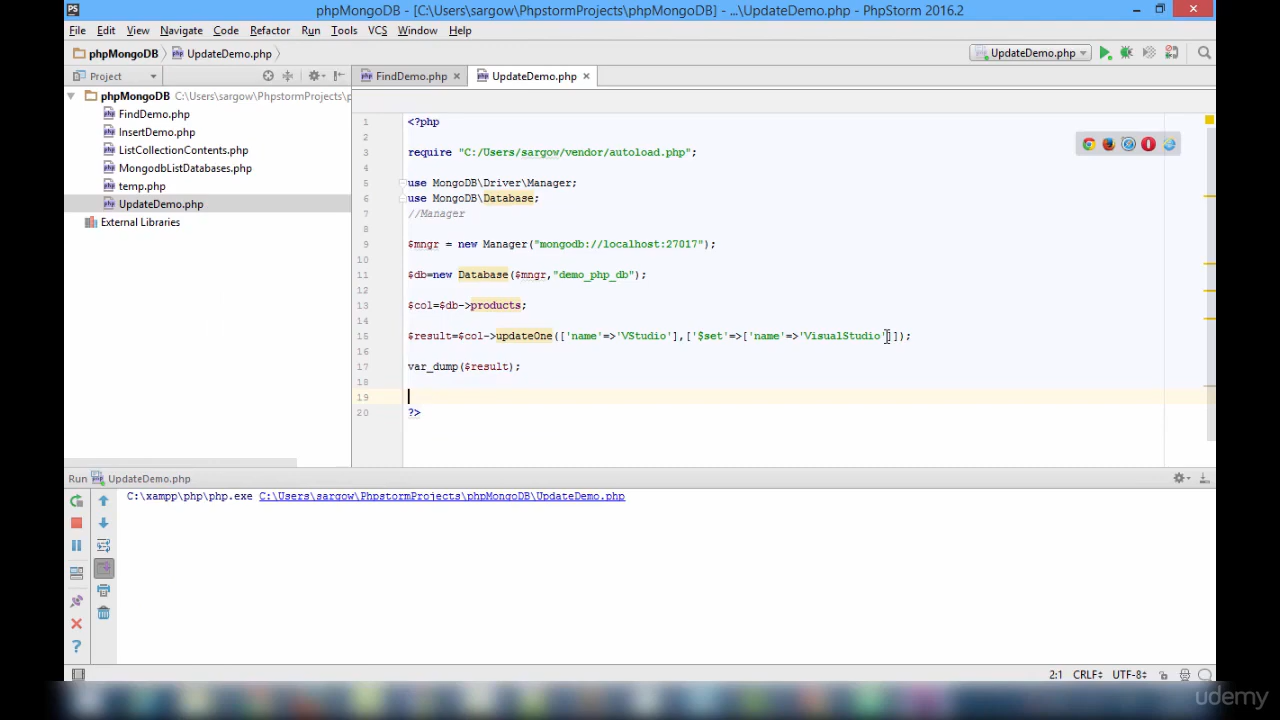 PS
phpMongoDB - [C:\Users\sargow\PhpstormProjects\phpMongoDB] - ...\UpdateDemo.php - PhpStorm 2016.2
File Edit View Navigate Code Refactor Run Tools VCS Window Help
phpMongoDB UpdateDemo.php
UpdateDemo.php
Project
FindDemo.php UpdateDemo.php
phpMongoDB C:\Users\sargow\PhpstormProjects\p
FindDemo.php
InsertDemo.php
ListCollectionContents.php
MongodbListDatabases.php
temp.php
UpdateDemo.php
External Libraries
1 <?php
2
3 require "C:/Users/sargow/vendor/autoload.php";
4
5 use MongoDB\Driver\Manager;
6 use MongoDB\Database;
7 //Manager
8
9 $mngr = new Manager("mongodb://localhost:27017");
10
11 $db=new Database($mngr,"demo_php_db");
12
13 $col=$db->products;
14
15 $result=$col->updateOne(['name'=>'VStudio'],['$set'=>['name'=>'VisualStudio']]);
16
17 var_dump($result);
18
19
20 ?>
Run UpdateDemo.php
C:\xampp\php\php.exe C:\Users\sargow\PhpstormProjects\phpMongoDB\UpdateDemo.php
2:1 CRLF UTF-8
udemy